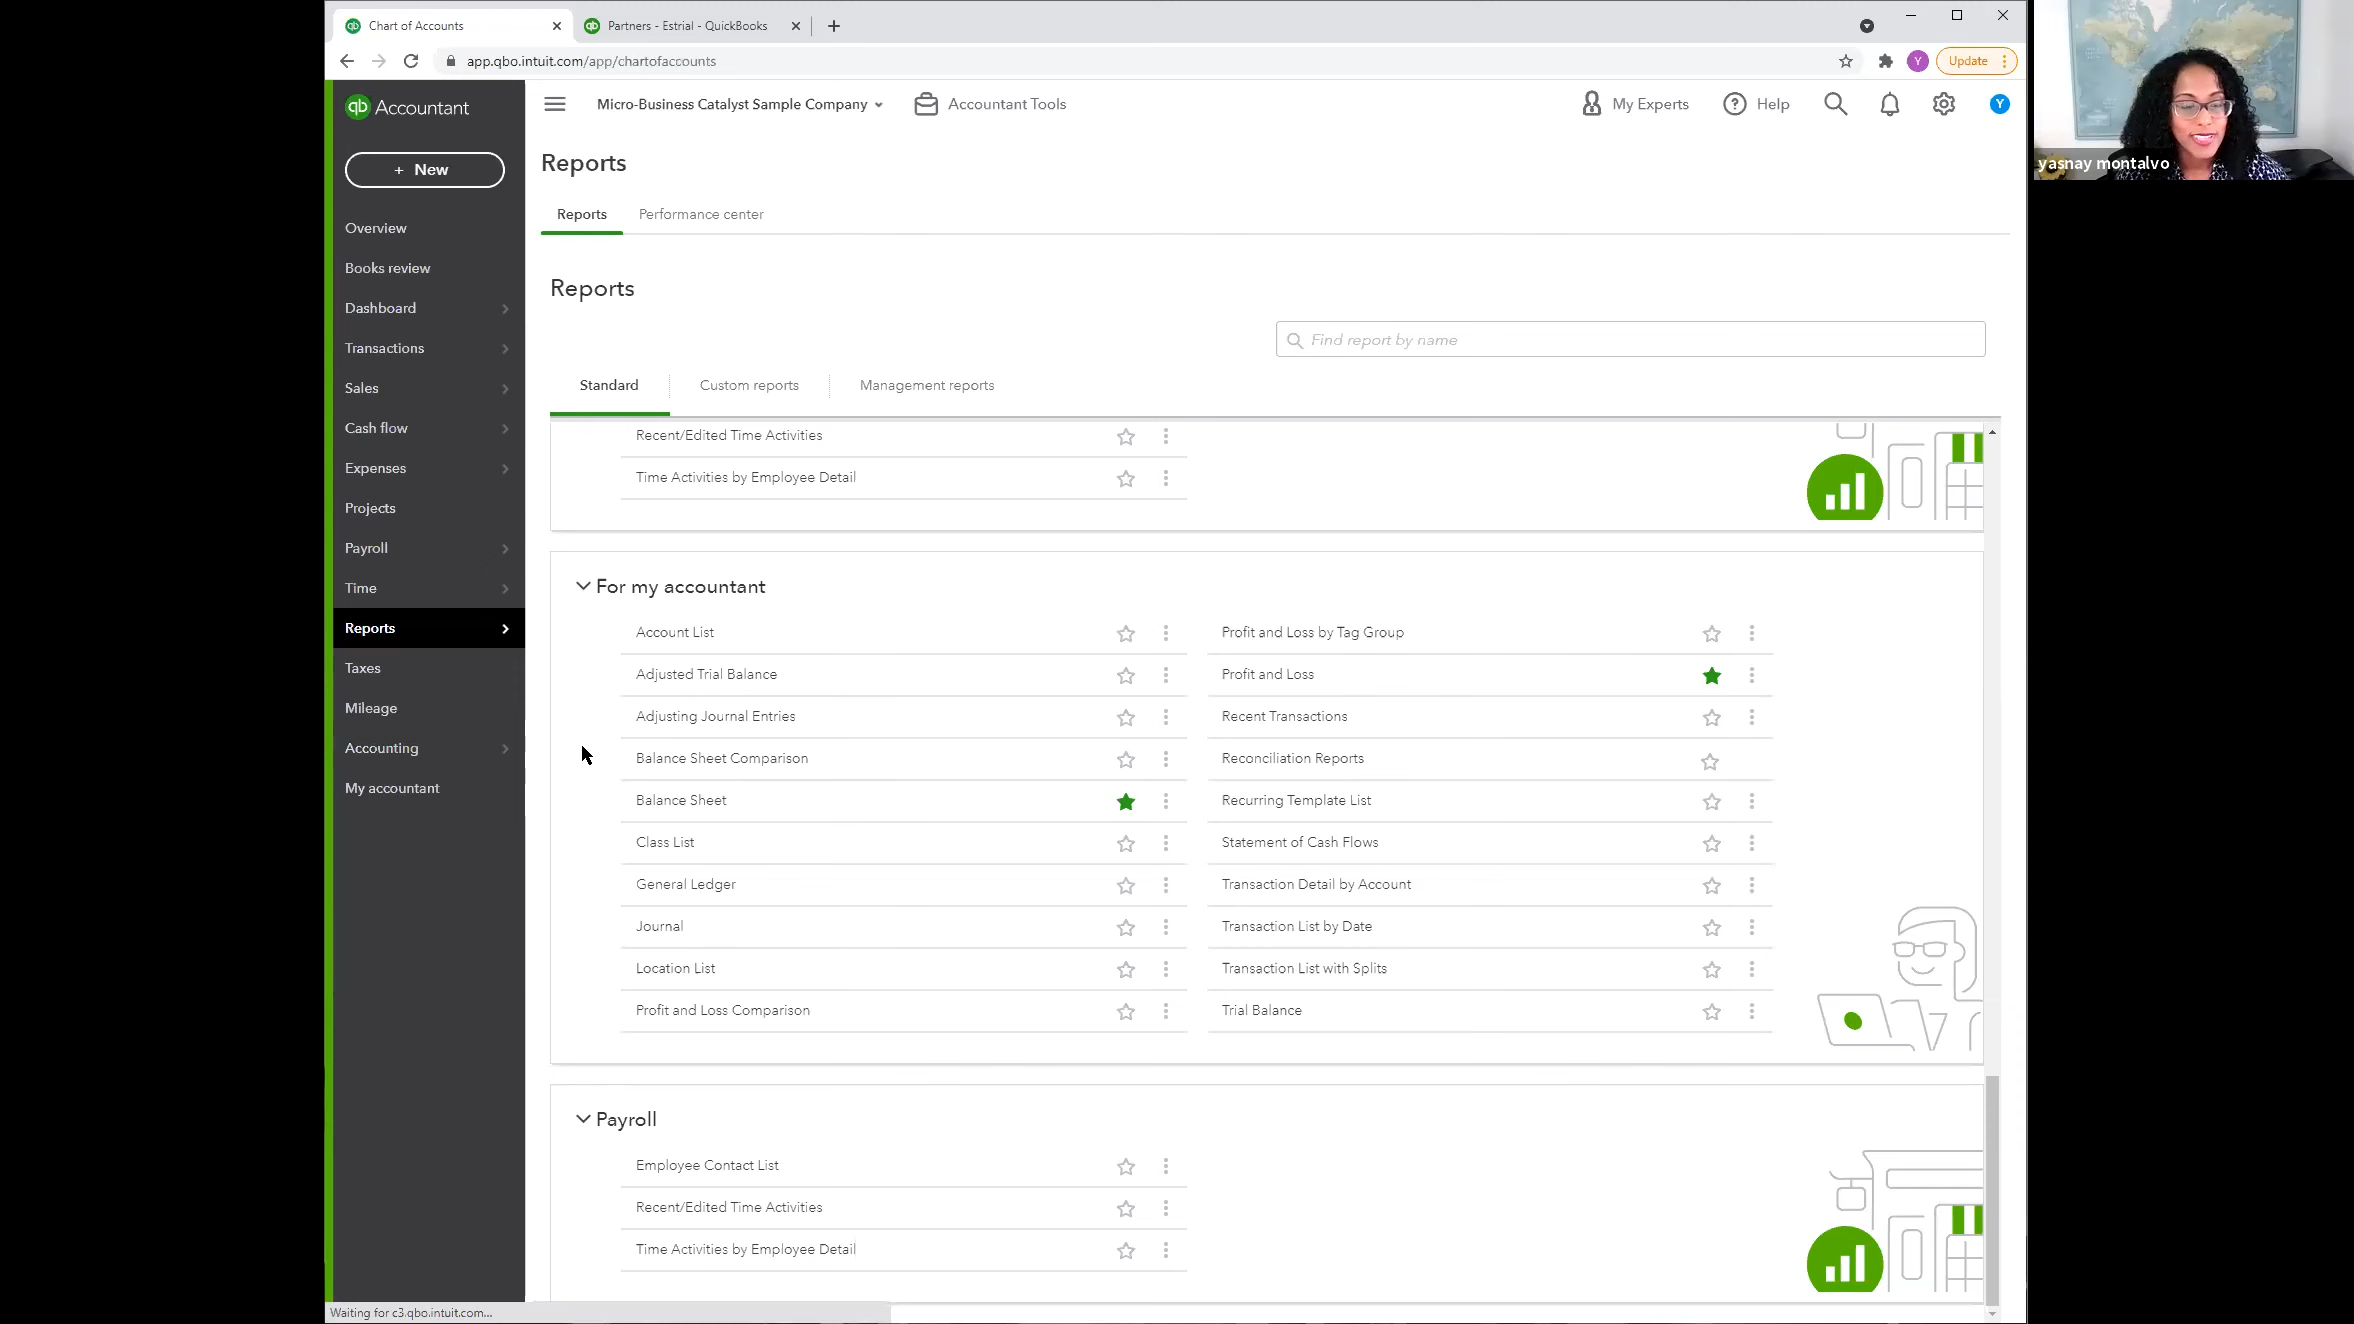 Chart of Accounts
Partners - Estrial - QuickBooks
app.qbo.intuit.com/app/chartofaccounts
Y
Update
qb Accountant
Micro-Business Catalyst Sample Company
Accountant Tools
My Experts
Help
Y
yasnay montalvo
+ New
Overview
Books review
Dashboard
Transactions
Sales
Cash flow
Expenses
Projects
Payroll
Time
Reports
Taxes
Mileage
Accounting
My accountant
Reports
Reports
Performance center
Reports
Find report by name
Standard
Custom reports
Management reports
Recent/Edited Time Activities
Time Activities by Employee Detail
For my accountant
Account List
Adjusted Trial Balance
Adjusting Journal Entries
Balance Sheet Comparison
Balance Sheet
Class List
General Ledger
Journal
Location List
Profit and Loss Comparison
Profit and Loss by Tag Group
Profit and Loss
Recent Transactions
Reconciliation Reports
Recurring Template List
Statement of Cash Flows
Transaction Detail by Account
Transaction List by Date
Transaction List with Splits
Trial Balance
Payroll
Employee Contact List
Recent/Edited Time Activities
Time Activities by Employee Detail
Waiting for c3.qbo.intuit.com...